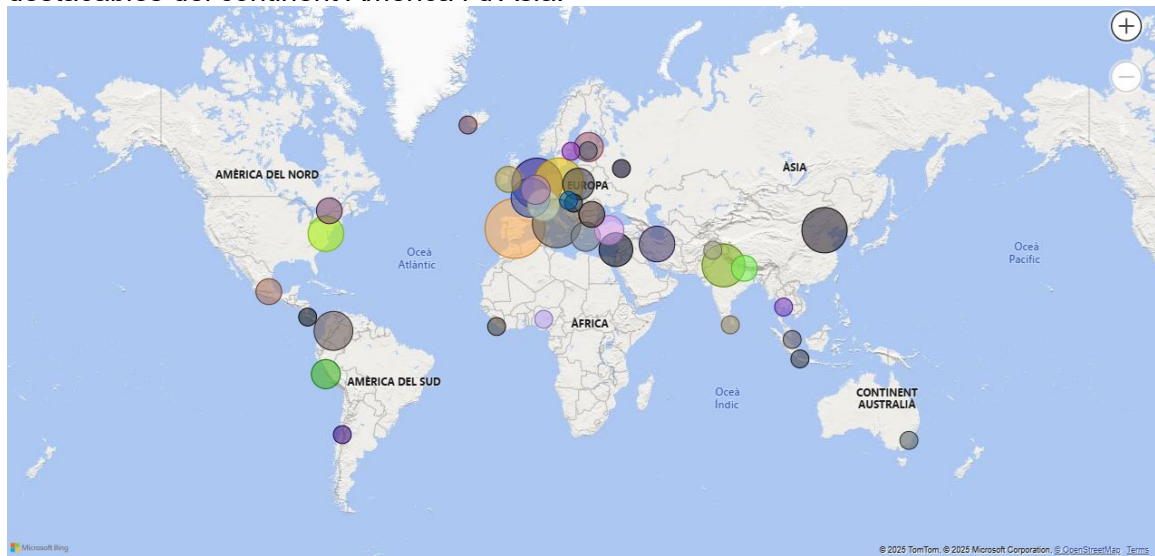 AMÈRICA DEL NORD
ÀSIA
EUROPA
Oceà
Atlàntic
Oceà
Pacífic
ÀFRICA
AMÈRICA DEL SUD
Oceà
Índic
CONTINENT
AUSTRALIÀ
Microsoft Bing
© 2025 TomTom, © 2025 Microsoft Corporation, © OpenStreetMap Terms